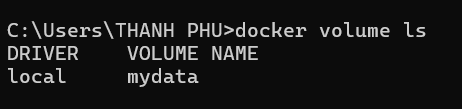 C:\Users\THANH PHU>docker volume ls
DRIVER    VOLUME NAME
local     mydata